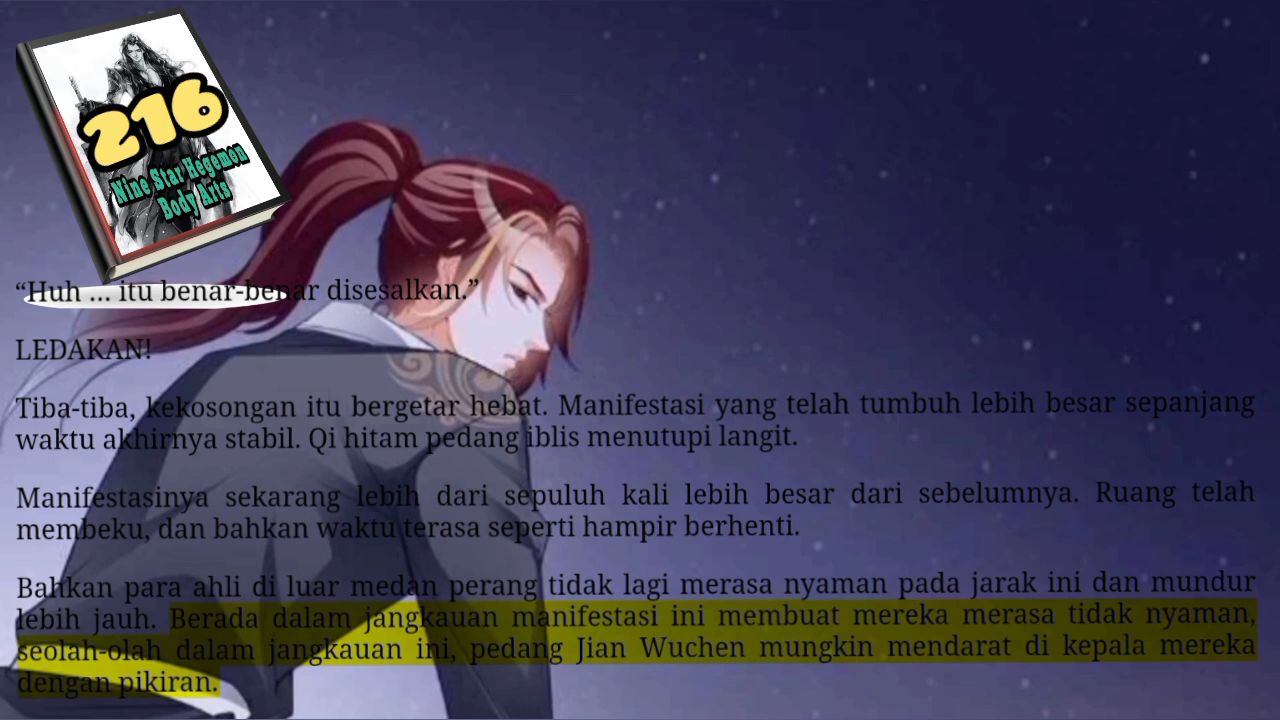 216
Nine Star Hegemon
Body Arts
“Huh ... itu benar-benar disesalkan.”
LEDAKAN!
Tiba-tiba, kekosongan itu bergetar hebat. Manifestasi yang telah tumbuh lebih besar sepanjang
waktu akhirnya stabil. Qi hitam pedang iblis menutupi langit.
Manifestasinya sekarang lebih dari sepuluh kali lebih besar dari sebelumnya. Ruang telah
membeku, dan bahkan waktu terasa seperti hampir berhenti.
Bahkan para ahli di luar medan perang tidak lagi merasa nyaman pada jarak ini dan mundur
lebih jauh. Berada dalam jangkauan manifestasi ini membuat mereka merasa tidak nyaman,
seolah-olah dalam jangkauan ini, pedang Jian Wuchen mungkin mendarat di kepala mereka
dengan pikiran.